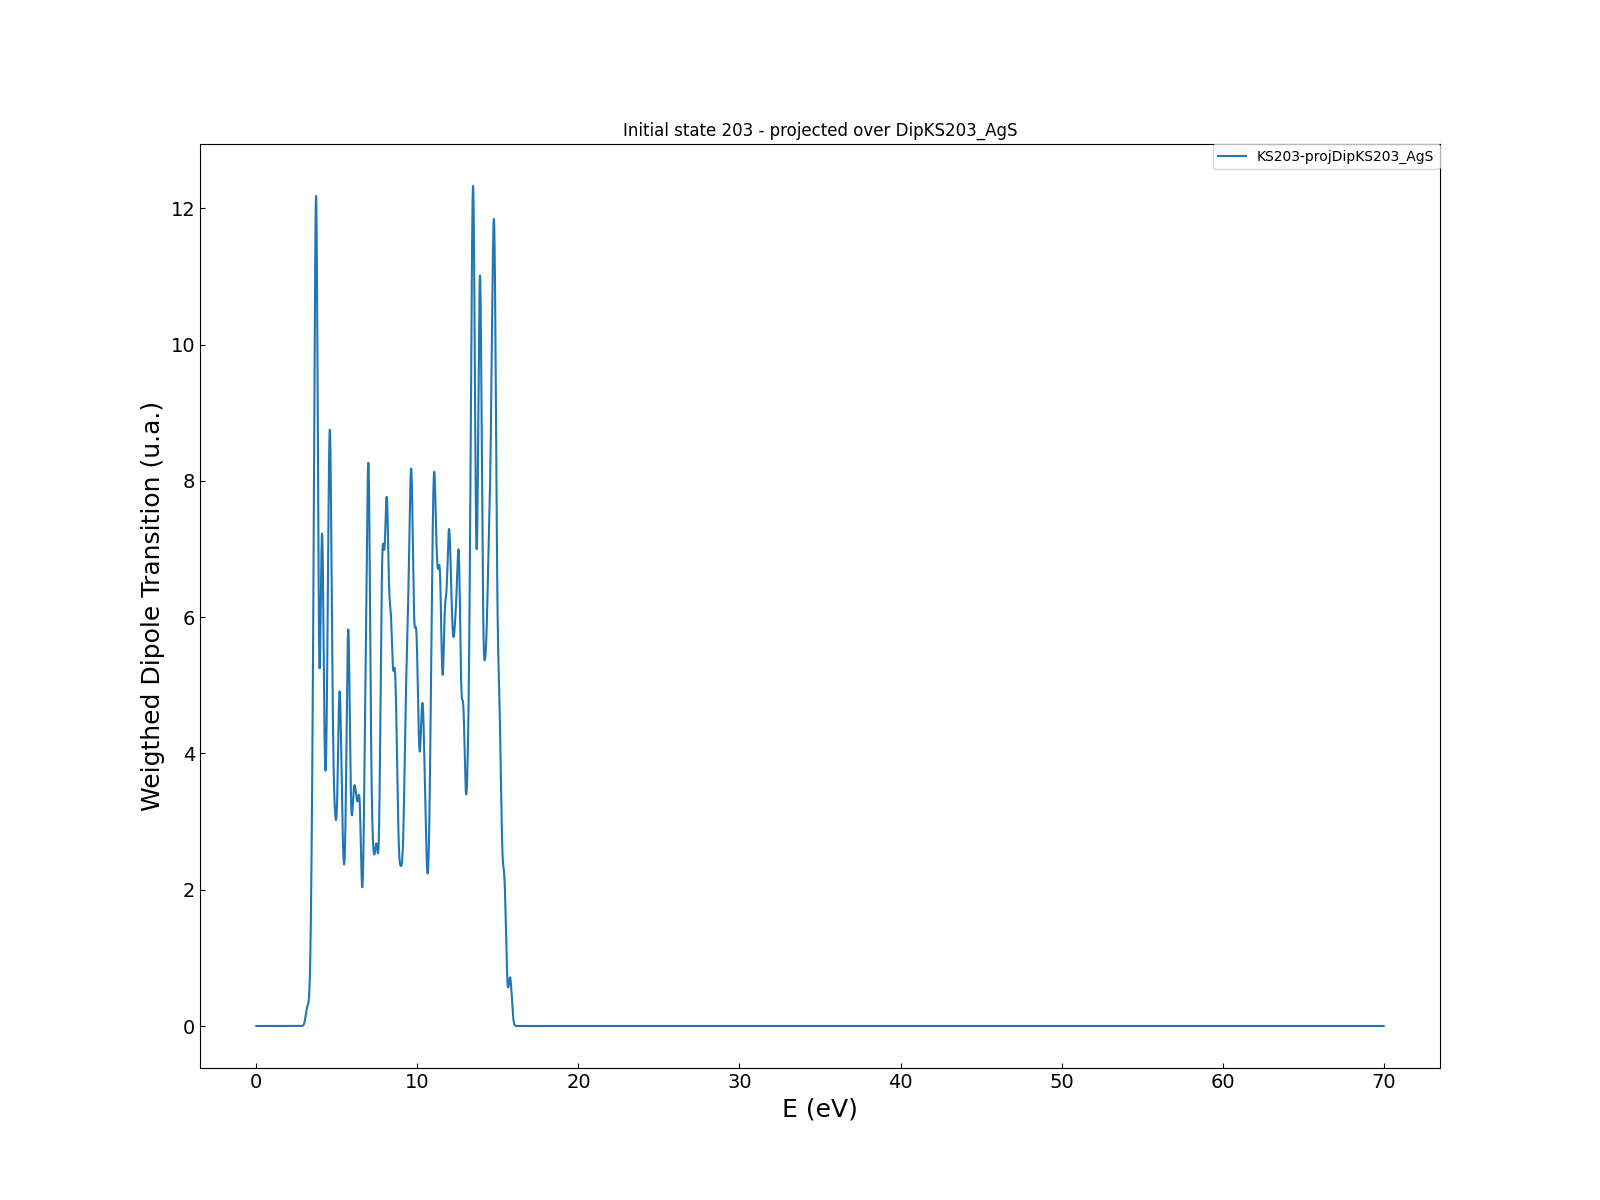 Initial state 203 - projected over DipKS203_AgS
KS203-projDipKS203_AgS
Weigthed Dipole Transition (u.a.)
12
10
8
6
4
2
0
0 10 20 30 40 50 60 70
E (eV)